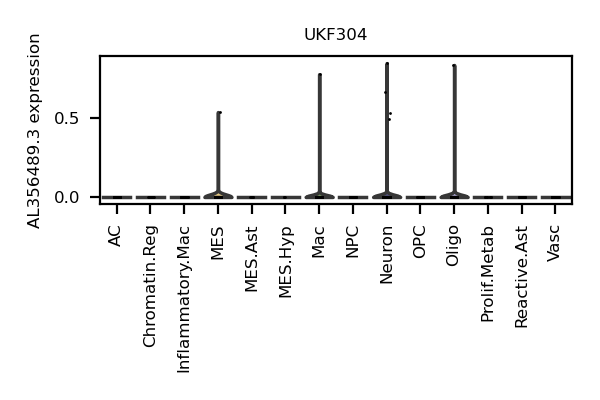 UKF304
AL356489.3 expression
0.5
0.0
AC
Chromatin.Reg
Inflammatory.Mac
MES
MES.Ast
MES.Hyp
Mac
NPC
Neuron
OPC
Oligo
Prolif.Metab
Reactive.Ast
Vasc